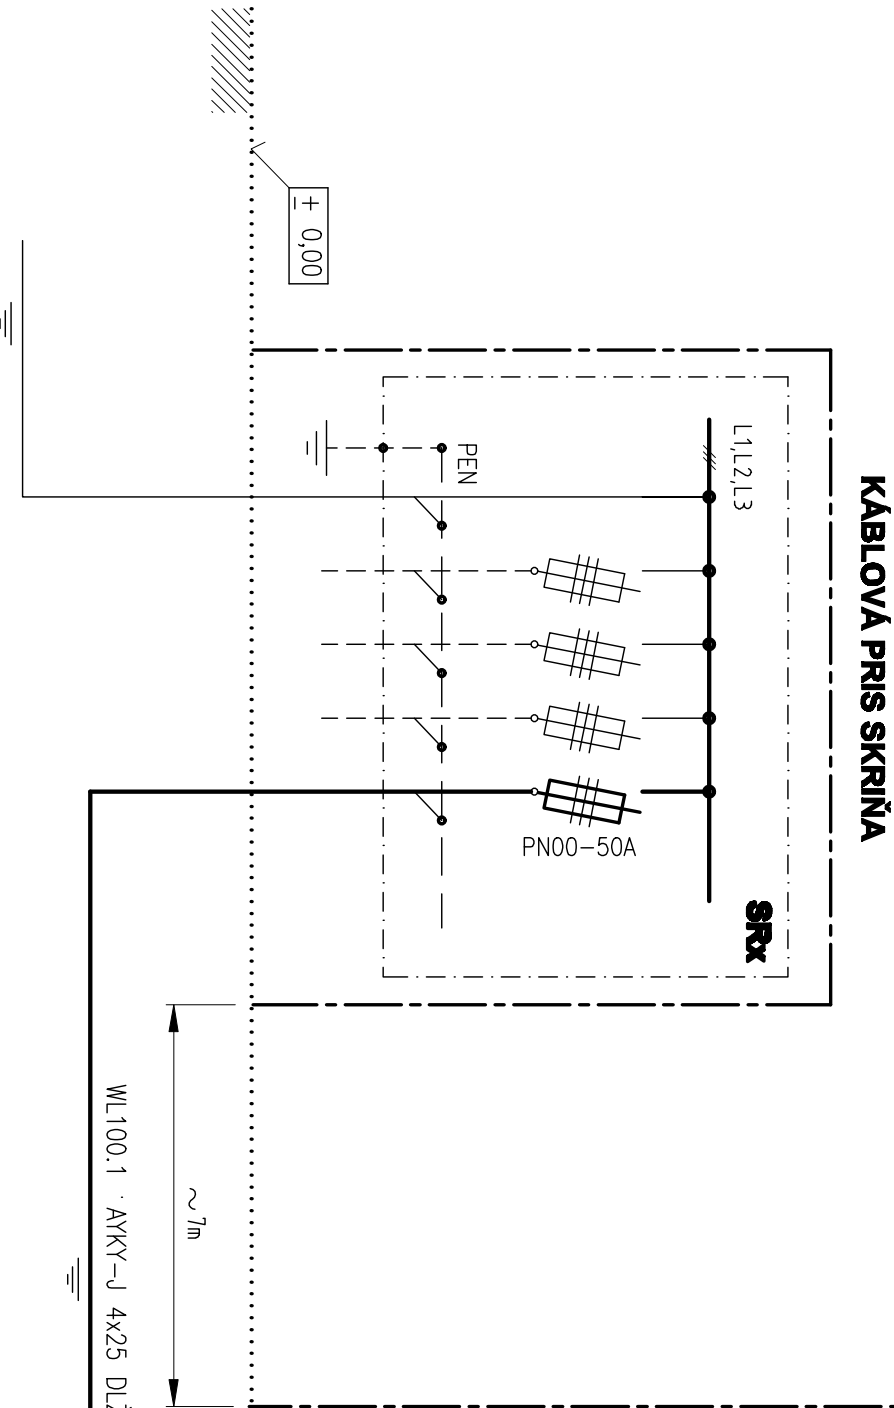 KÁBLOVÁ PRIS SKRIŇA
SRx
L1,L2,L3
PEN
PN00-50A
± 0,00
~7m
WL100.1 AYKY-J 4x25